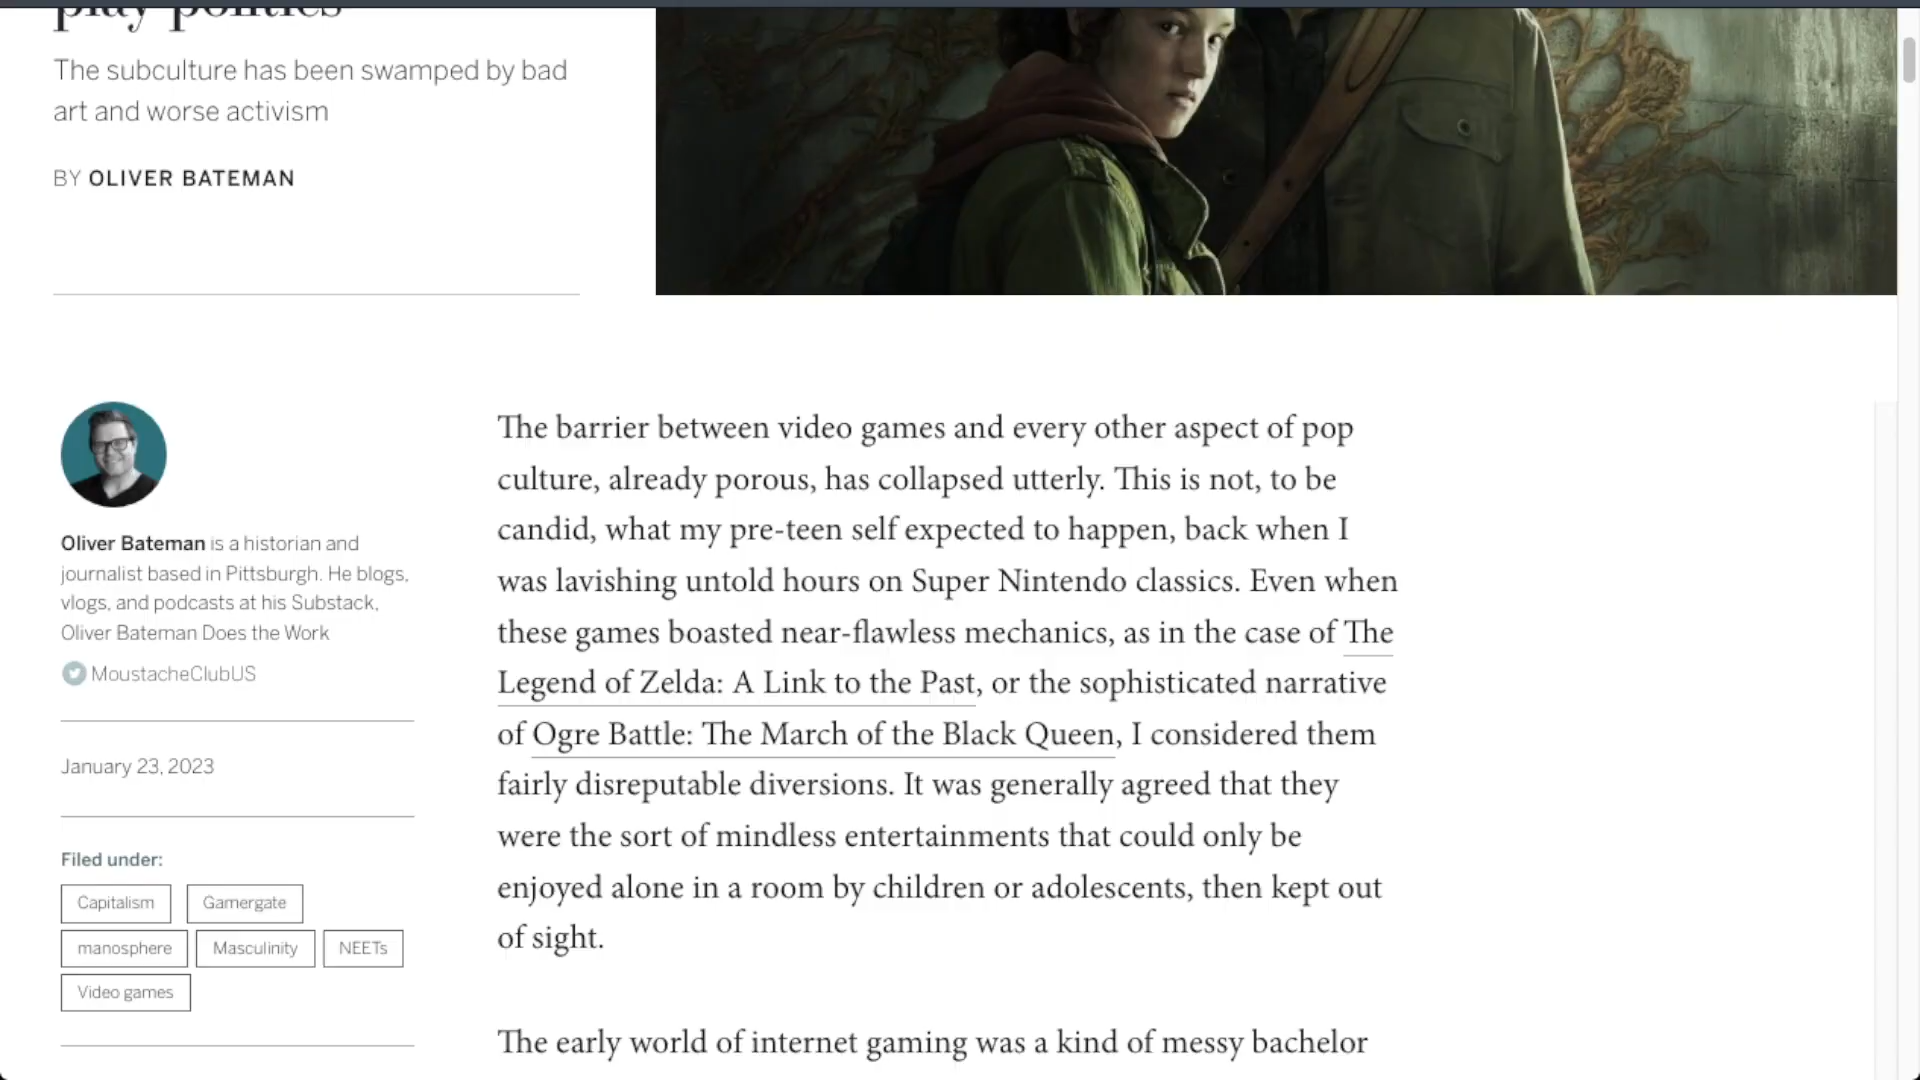 play politics
The subculture has been swamped by bad
art and worse activism
BY OLIVER BATEMAN
Oliver Bateman is a historian and
journalist based in Pittsburgh. He blogs,
vlogs, and podcasts at his Substack,
Oliver Bateman Does the Work
MoustacheClubUS
January 23, 2023
Filed under:
Capitalism
Gamergate
manosphere
Masculinity
NEETs
Video games
The barrier between video games and every other aspect of pop
culture, already porous, has collapsed utterly. This is not, to be
candid, what my pre-teen self expected to happen, back when I
was lavishing untold hours on Super Nintendo classics. Even when
these games boasted near-flawless mechanics, as in the case of The
Legend of Zelda: A Link to the Past, or the sophisticated narrative
of Ogre Battle: The March of the Black Queen, I considered them
fairly disreputable diversions. It was generally agreed that they
were the sort of mindless entertainments that could only be
enjoyed alone in a room by children or adolescents, then kept out
of sight.
The early world of internet gaming was a kind of messy bachelor